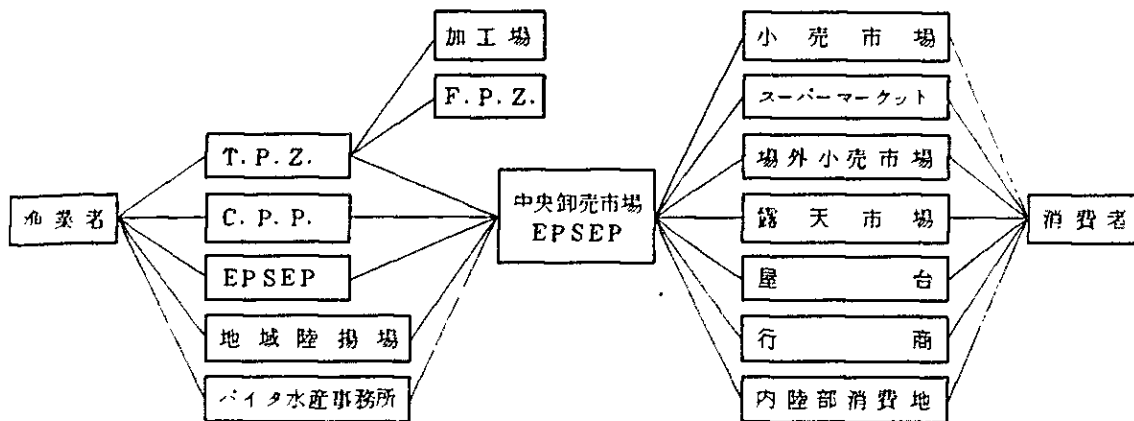 漁業者
T.P.Z.
C.P.P.
EPSEP
地域陸揚場
パイタ水産事務所
加工場
F.P.Z.
中央卸売市場
EPSEP
小売市場
スーパーマーケット
場外小売市場
露天市場
屋台
行商
内陸部消費地
消費者